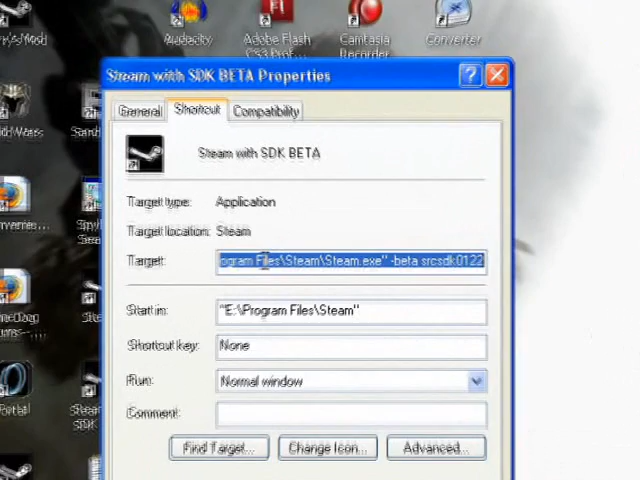 Audacity
Adobe Flash
CS3 Prof...
Camtasia
Recorder
Converter
Steam with SDK BETA Properties
General
Shortcut
Compatibility
Steam with SDK BETA
Target type: Application
Target location: Steam
Target: ogram Files\Steam\Steam.exe" -beta srcsdk0122
Start in: "E:\Program Files\Steam"
Shortcut key: None
Run: Normal window
Comment:
Find Target...
Change Icon...
Advanced...
Portal
SDK